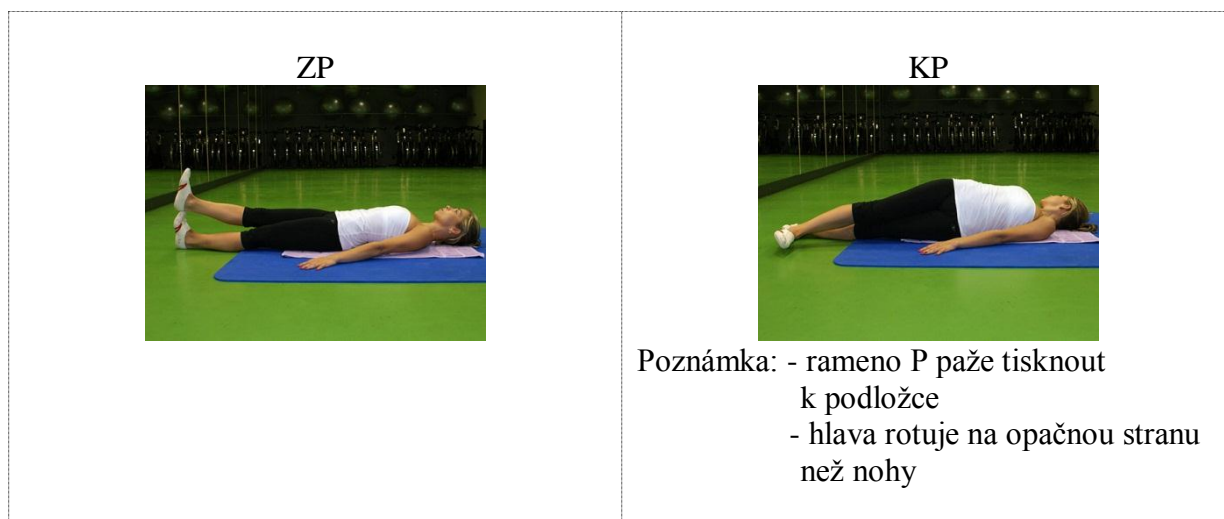 ZP
KP
Poznámka: - rameno P paže tisknout
k podložce
- hlava rotuje na opačnou stranu
než nohy